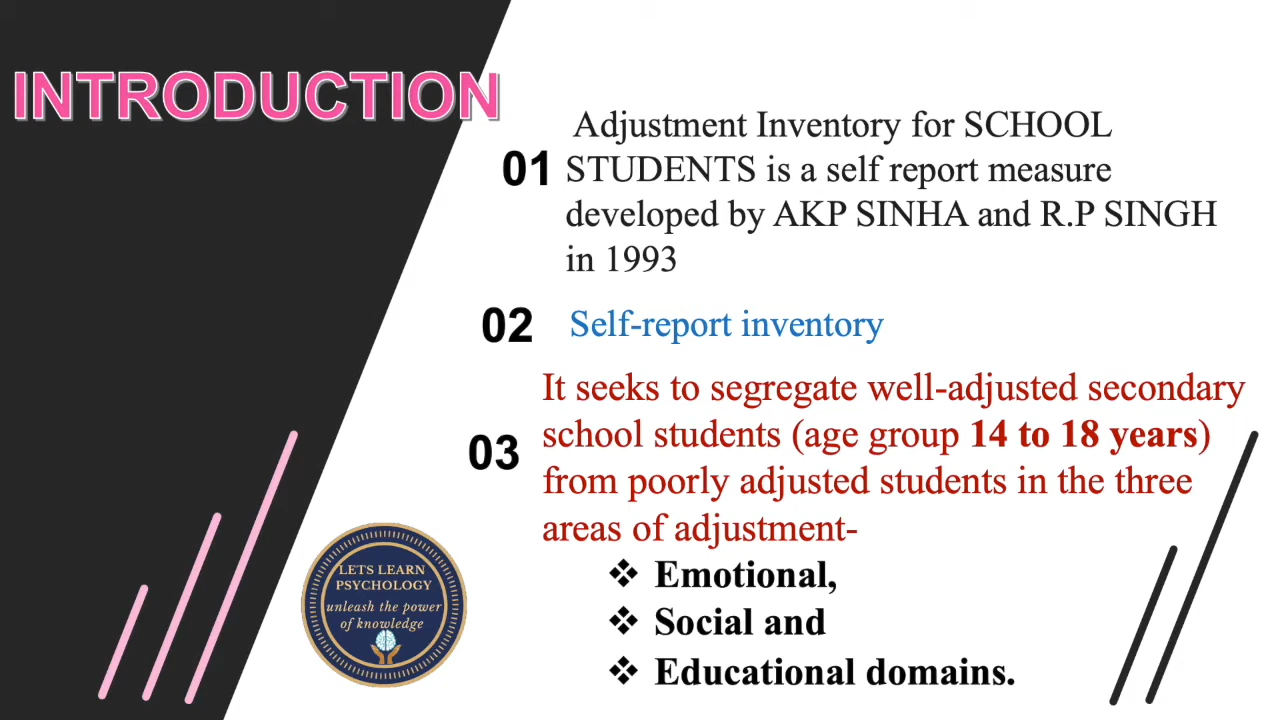 INTRODUCTION
01
Adjustment Inventory for SCHOOL
STUDENTS is a self report measure
developed by AKP SINHA and R.P SINGH
in 1993
02
Self-report inventory
03
It seeks to segregate well-adjusted secondary
school students (age group 14 to 18 years)
from poorly adjusted students in the three
areas of adjustment-
❖ Emotional,
❖ Social and
❖ Educational domains.
LETS LEARN
PSYCHOLOGY
unleash the power
of knowledge